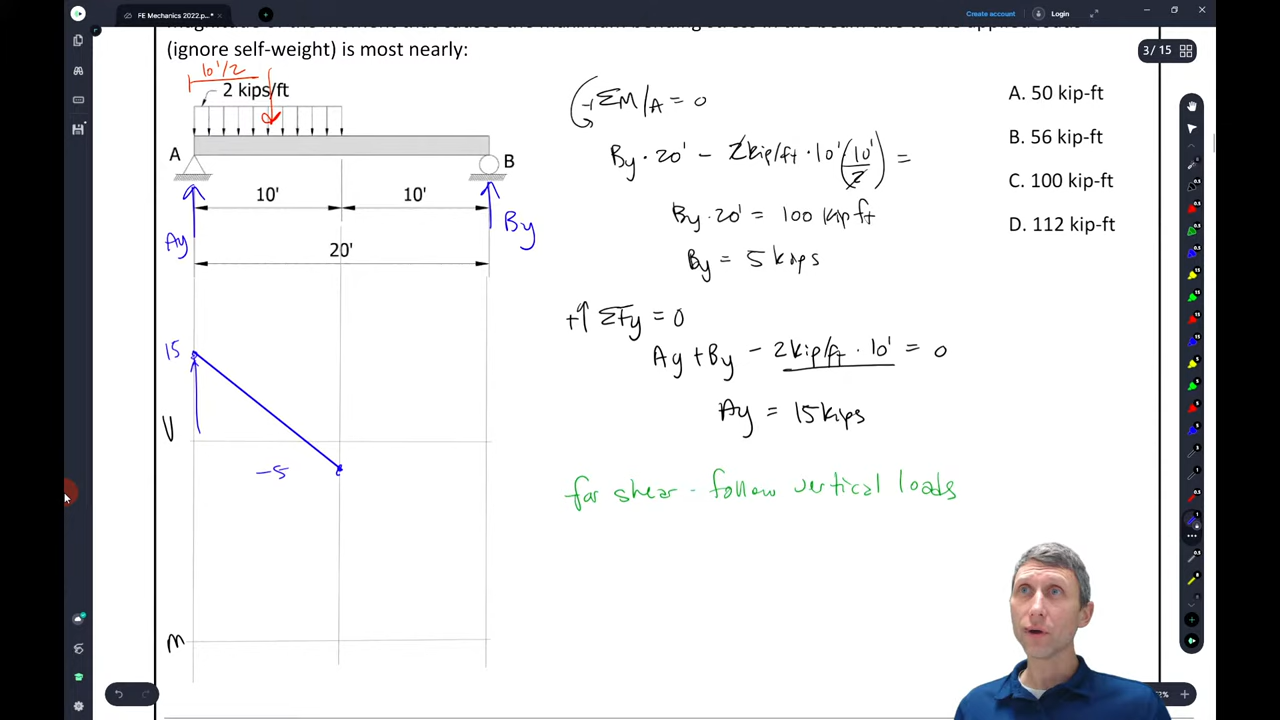 FE Mechanics 2022.p... *
Create account
Login
(ignore self-weight) is most nearly:
3 / 15
10'/2
2 kips/ft
A
B
10'
10'
20'
Ay
By
+ ΣM/A = 0
By · 20' - 2kip/ft · 10' (10'/2) =
By · 20' = 100 kip ft
By = 5 kips
+↑ ΣFy = 0
Ay + By - 2kip/ft · 10' = 0
Ay = 15 kips
for shear - follow vertical loads
A. 50 kip-ft
B. 56 kip-ft
C. 100 kip-ft
D. 112 kip-ft
15
V
-5
M